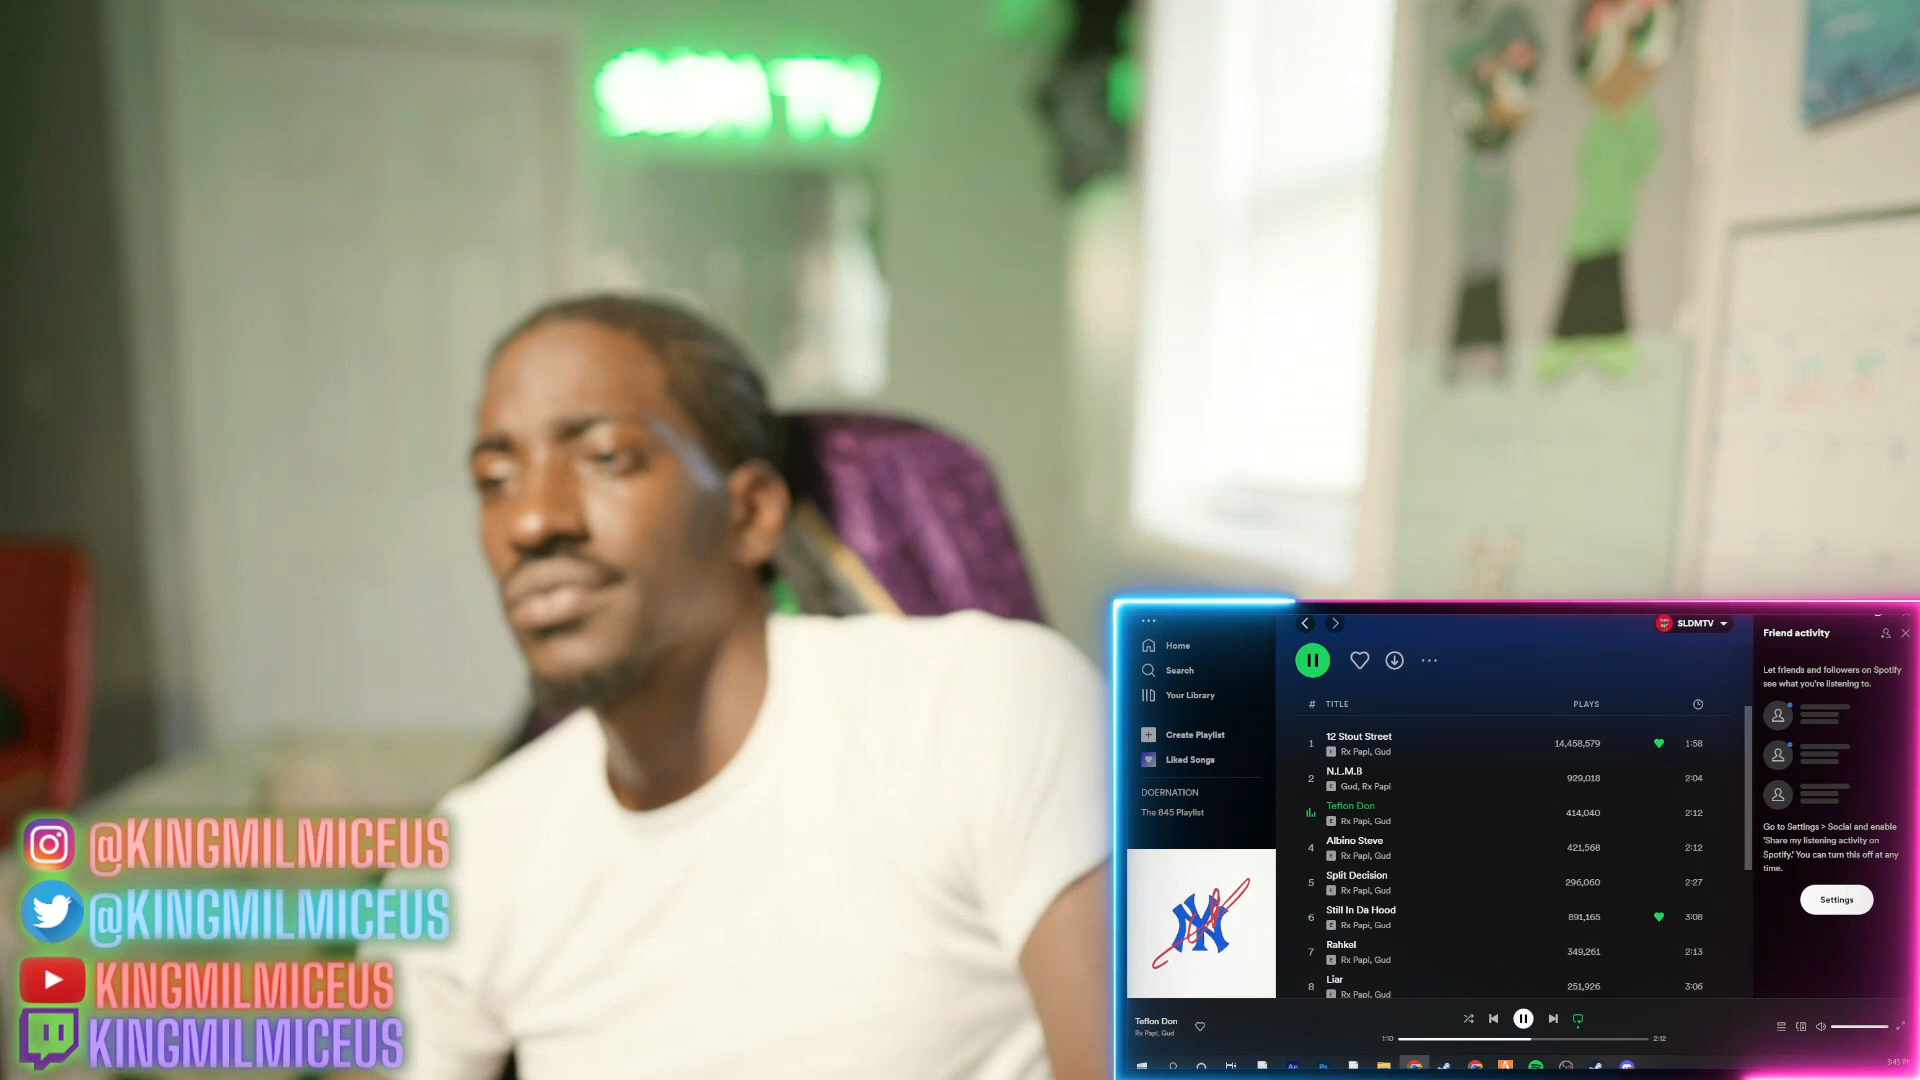 SLDM TV
@KINGMILMICEUS
@KINGMILMICEUS
KINGMILMICEUS
KINGMILMICEUS
Home
Search
Your Library
Create Playlist
Liked Songs
DOERNATION
The 845 Playlist
SLDMTV
# TITLE PLAYS
1 12 Stout Street 14,458,579 1:58
E Rx Papi, Gud
2 N.L.M.B 929,018 2:04
E Gud, Rx Papi
Teflon Don 414,040 2:12
E Rx Papi, Gud
4 Albino Steve 421,568 2:12
E Rx Papi, Gud
5 Split Decision 296,060 2:27
E Rx Papi, Gud
6 Still In Da Hood 891,165 3:08
E Rx Papi, Gud
7 Rahkel 349,261 2:13
E Rx Papi, Gud
8 Liar 251,926 3:06
E Rx Papi, Gud
Friend activity
Let friends and followers on Spotify
see what you're listening to.
Go to Settings > Social and enable
'Share my listening activity on
Spotify.' You can turn this off at any
time.
Settings
NY
Teflon Don
Rx Papi, Gud
1:10 2:12
3:45 PM